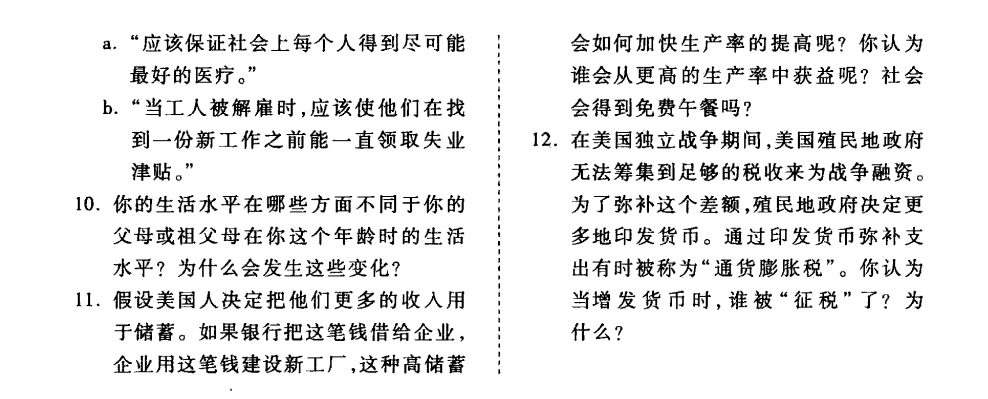 a. “应该保证社会上每个人得到尽可能
最好的医疗。”
b. “当工人被解雇时,应该使他们在找
到一份新工作之前能一直领取失业
津贴。”
10. 你的生活水平在哪些方面不同于你的
父母或祖父母在你这个年龄时的生活
水平？为什么会发生这些变化？
11. 假设美国人决定把他们更多的收入用
于储蓄。如果银行把这笔钱借给企业，
企业用这笔钱建设新工厂,这种高储蓄
会如何加快生产率的提高呢？你认为
谁会从更高的生产率中获益呢？社会
会得到免费午餐吗？
12. 在美国独立战争期间,美国殖民地政府
无法筹集到足够的税收来为战争融资。
为了弥补这个差额,殖民地政府决定更
多地印发货币。通过印发货币弥补支
出有时被称为“通货膨胀税”。你认为
当增发货币时,谁被“征税”了？为
什么？